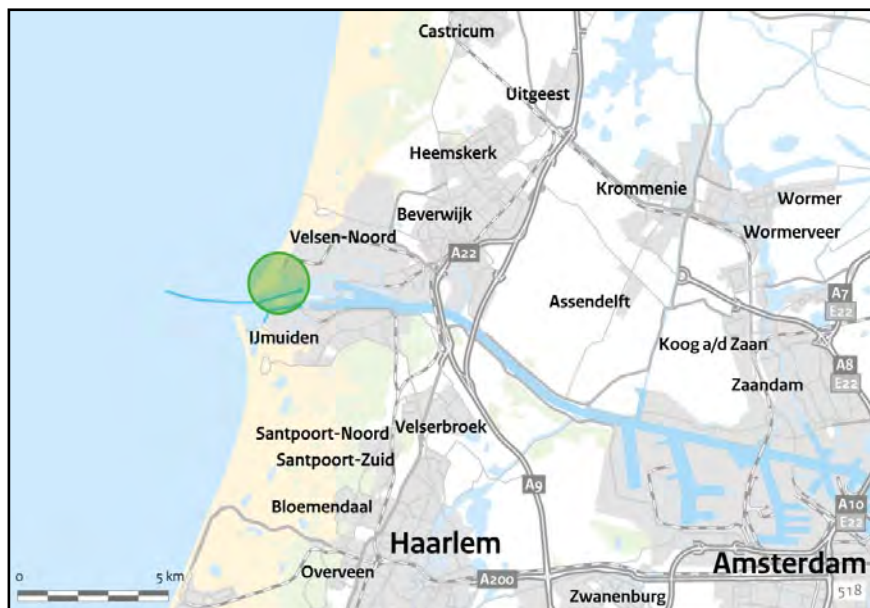 Castricum
Uitgeest
Heemskerk
Krommenie
Wormer
Beverwijk
Wormerveer
Velsen-Noord
A22
A7
E22
Assendelft
IJmuiden
Koog a/d Zaan
A8
E22
Zaandam
Santpoort-Noord
Velserbroek
Santpoort-Zuid
A9
Bloemendaal
A10
E22
Haarlem
Amsterdam
Overveen
0
5 km
A200
Zwanenburg
518